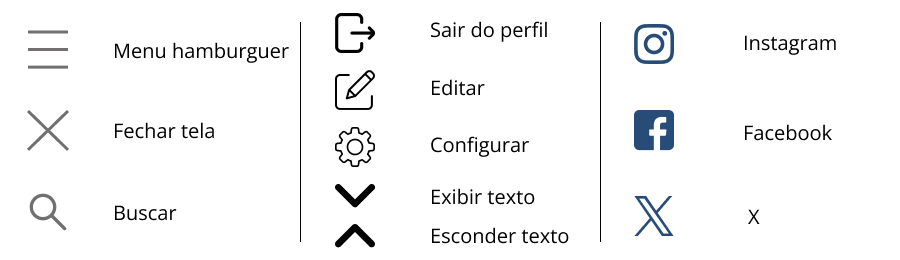 Menu hamburguer
Fechar tela
Buscar
Sair do perfil
Editar
Configurar
Exibir texto
Esconder texto
Instagram
Facebook
X